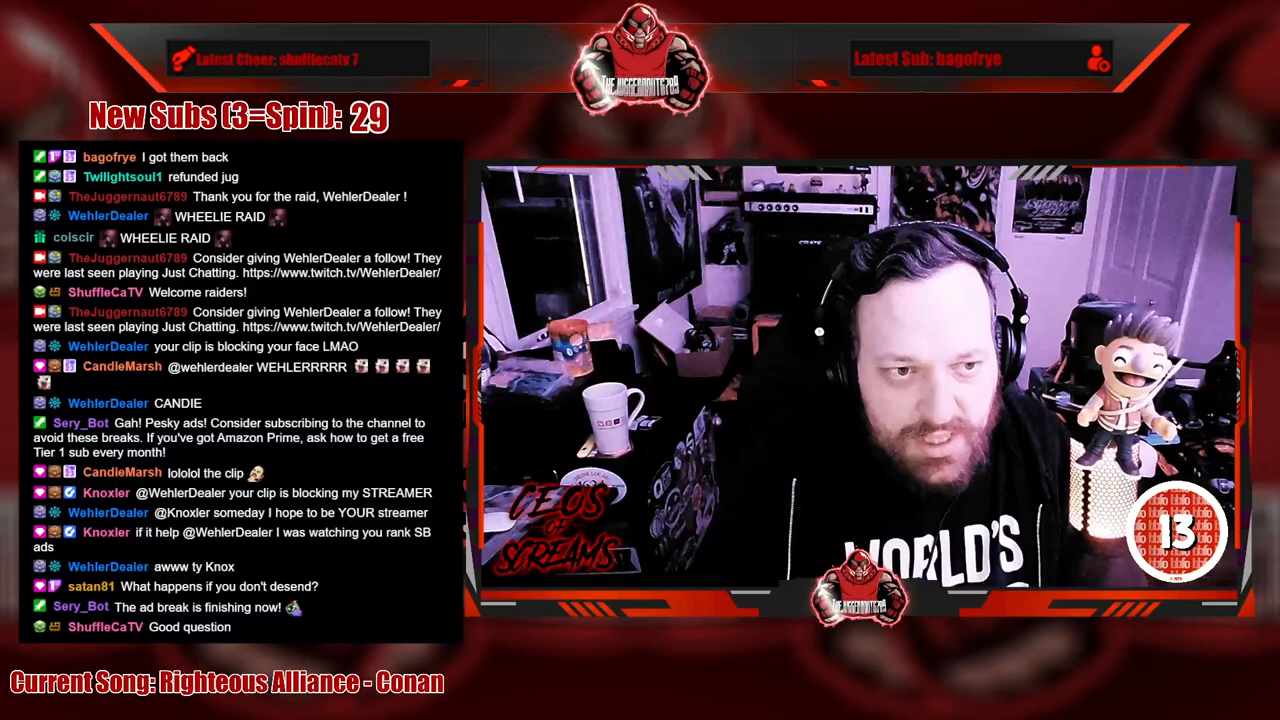 Latest Cheer: shufflecatv 7
THEJUGGERNAUT6789
Latest Sub: bagofrye
New Subs (3=Spin): 29
bagofrye I got them back
Twilightsoul1 refunded jug
TheJuggernaut6789 Thank you for the raid, WehlerDealer !
WehlerDealer WHEELIE RAID
coiscir WHEELIE RAID
TheJuggernaut6789 Consider giving WehlerDealer a follow! They
were last seen playing Just Chatting. https://www.twitch.tv/WehlerDealer/
ShuffleCaTV Welcome raiders!
TheJuggernaut6789 Consider giving WehlerDealer a follow! They
were last seen playing Just Chatting. https://www.twitch.tv/WehlerDealer/
WehlerDealer your clip is blocking your face LMAO
CandleMarsh @wehlerdealer WEHLERRRRR
WehlerDealer CANDIE
Sery_Bot Gah! Pesky ads! Consider subscribing to the channel to
avoid these breaks. If you've got Amazon Prime, ask how to get a free
Tier 1 sub every month!
CandleMarsh lololol the clip
Knoxler @WehlerDealer your clip is blocking my STREAMER
WehlerDealer @Knoxler someday I hope to be YOUR streamer
Knoxler if it help @WehlerDealer I was watching you rank SB
ads
WehlerDealer awww ty Knox
satan81 What happens if you don't desend?
Sery_Bot The ad break is finishing now!
ShuffleCaTV Good question
CRATE
CEOS
OF
SCREAMS
WORLD'S
13
THEJUGGERNAUT6789
Current Song: Righteous Alliance - Conan